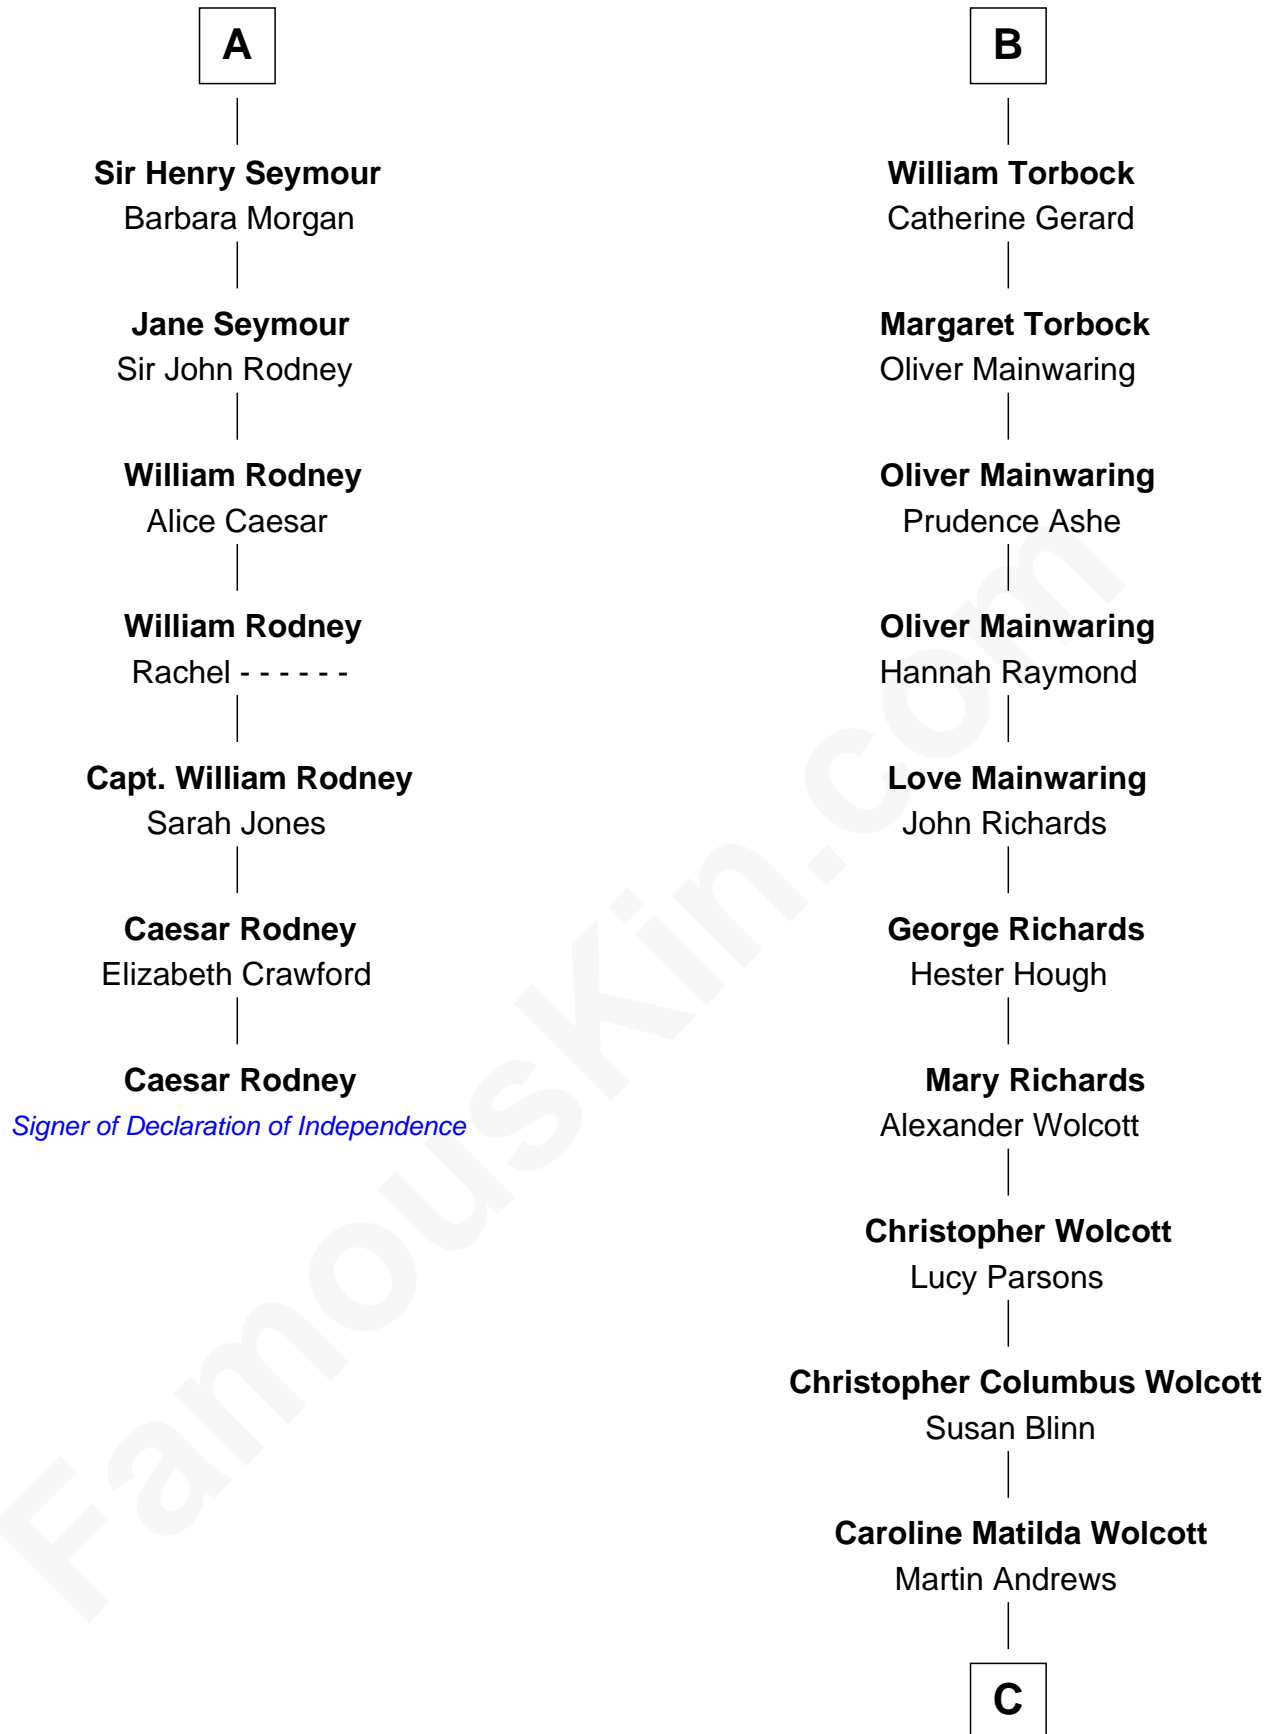 A
Sir Henry Seymour
Barbara Morgan
Jane Seymour
Sir John Rodney
William Rodney
Alice Caesar
William Rodney
Rachel - - - - - -
Capt. William Rodney
Sarah Jones
Caesar Rodney
Elizabeth Crawford
Caesar Rodney
Signer of Declaration of Independence
B
William Torbock
Catherine Gerard
Margaret Torbock
Oliver Mainwaring
Oliver Mainwaring
Prudence Ashe
Oliver Mainwaring
Hannah Raymond
Love Mainwaring
John Richards
George Richards
Hester Hough
Mary Richards
Alexander Wolcott
Christopher Wolcott
Lucy Parsons
Christopher Columbus Wolcott
Susan Blinn
Caroline Matilda Wolcott
Martin Andrews
C
FamousKin.com